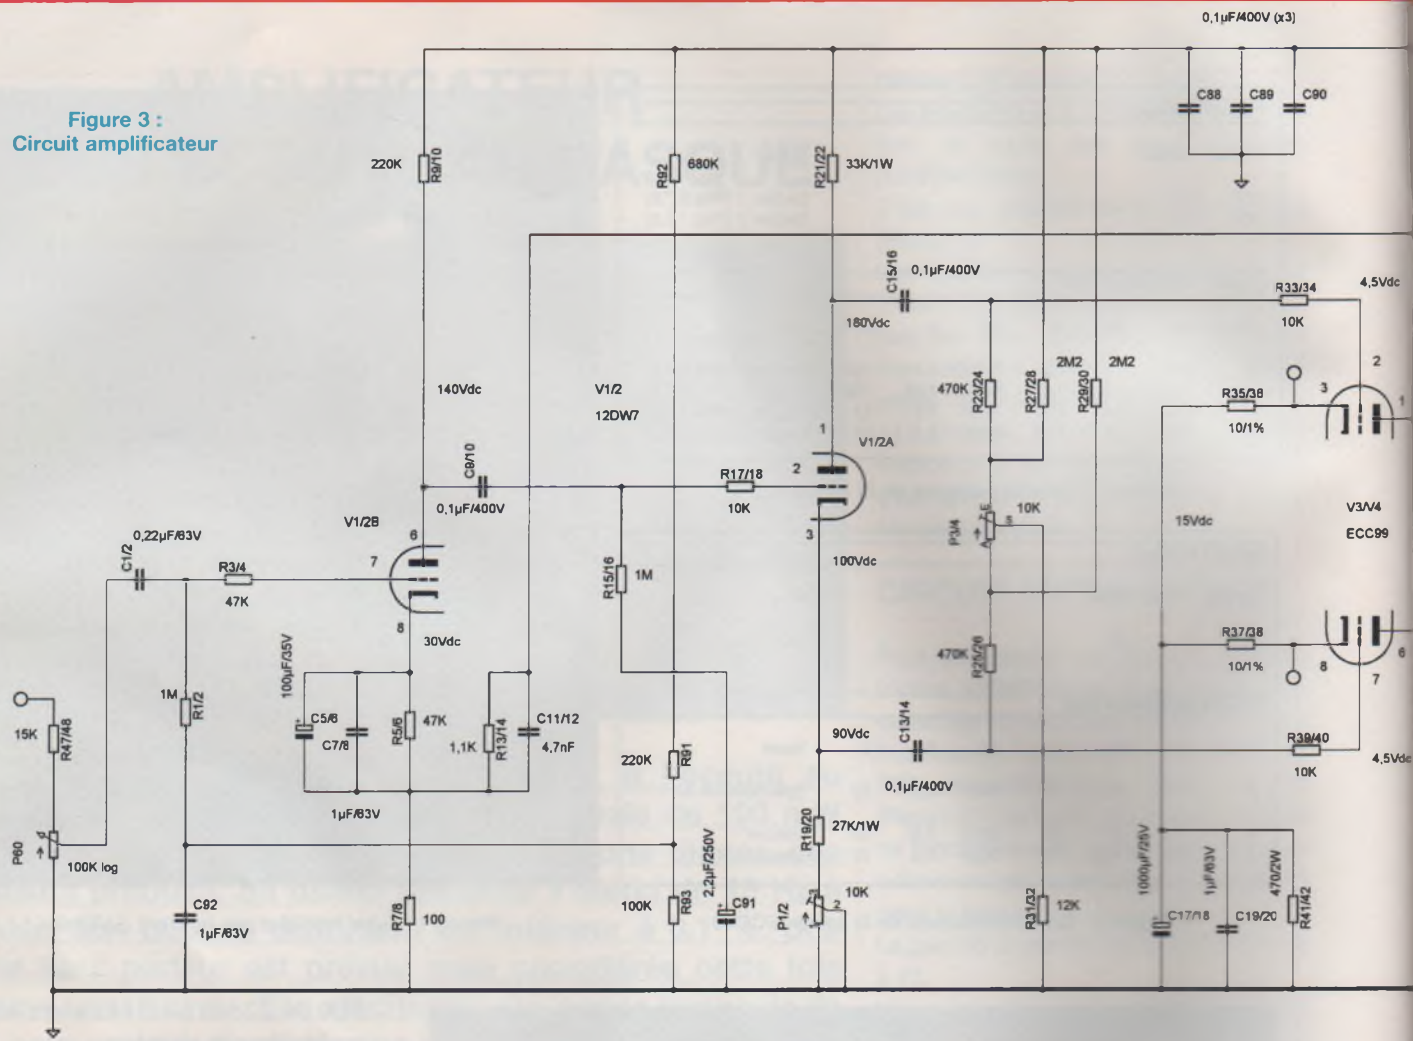 0,1µF/400V (x3)
Figure 3 :
Circuit amplificateur
C88
C89
C90
220K
R9/10
R92
680K
R21/22
33K/1W
C15/16
0,1µF/400V
R33/34
10K
4,5Vdc
180Vdc
140Vdc
V1/2
12DW7
470K
R23/24
2M2
R27/28
2M2
R29/30
2
3
1
R35/36
10/1%
1
V1/2A
C9/10
0,1µF/400V
R17/18
10K
2
3
V1/2B
6
7
8
0,22µF/63V
C1/2
R3/4
47K
P3/4
E
S
A
10K
15Vdc
V3/V4
ECC99
100Vdc
R15/16
1M
30Vdc
R37/38
10/1%
8
6
7
470K
R25/26
100µF/35V
1M
R1/2
C5/6
C7/8
R5/6
47K
1,1K
R13/14
C11/12
4,7nF
15K
R47/48
90Vdc
C13/14
0,1µF/400V
R39/40
10K
4,5Vdc
220K
R91
1µF/63V
R19/20
27K/1W
P60
100K log
2,2µF/250V
1000µF/25V
1µF/63V
470/2W
C92
1µF/63V
R7/8
100
100K
R93
C91
P1/2
10K
2
R31/32
12K
C17/18
C19/20
R41/42